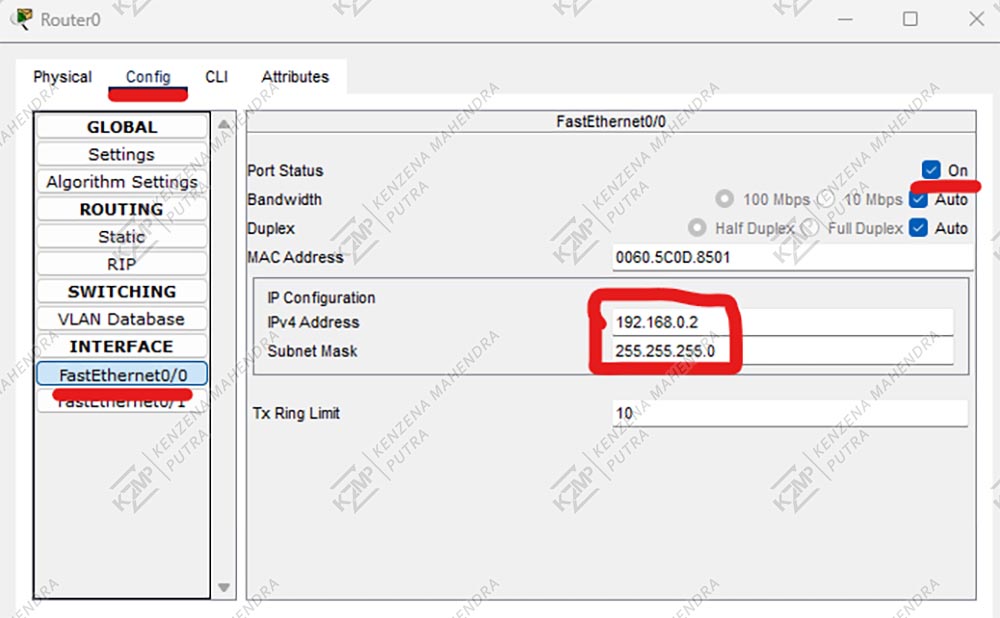 Router0
Physical Config CLI Attributes
GLOBAL
Settings
Algorithm Settings
ROUTING
Static
RIP
SWITCHING
VLAN Database
INTERFACE
FastEthernet0/0
FastEthernet0/1
FastEthernet0/0
Port Status On
Bandwidth 100 Mbps 10 Mbps Auto
Duplex Half Duplex Full Duplex Auto
MAC Address 0060.5C0D.8501
IP Configuration
IPv4 Address 192.168.0.2
Subnet Mask 255.255.255.0
Tx Ring Limit 10
KZMP KENZENA MAHENDRA
PUTRA